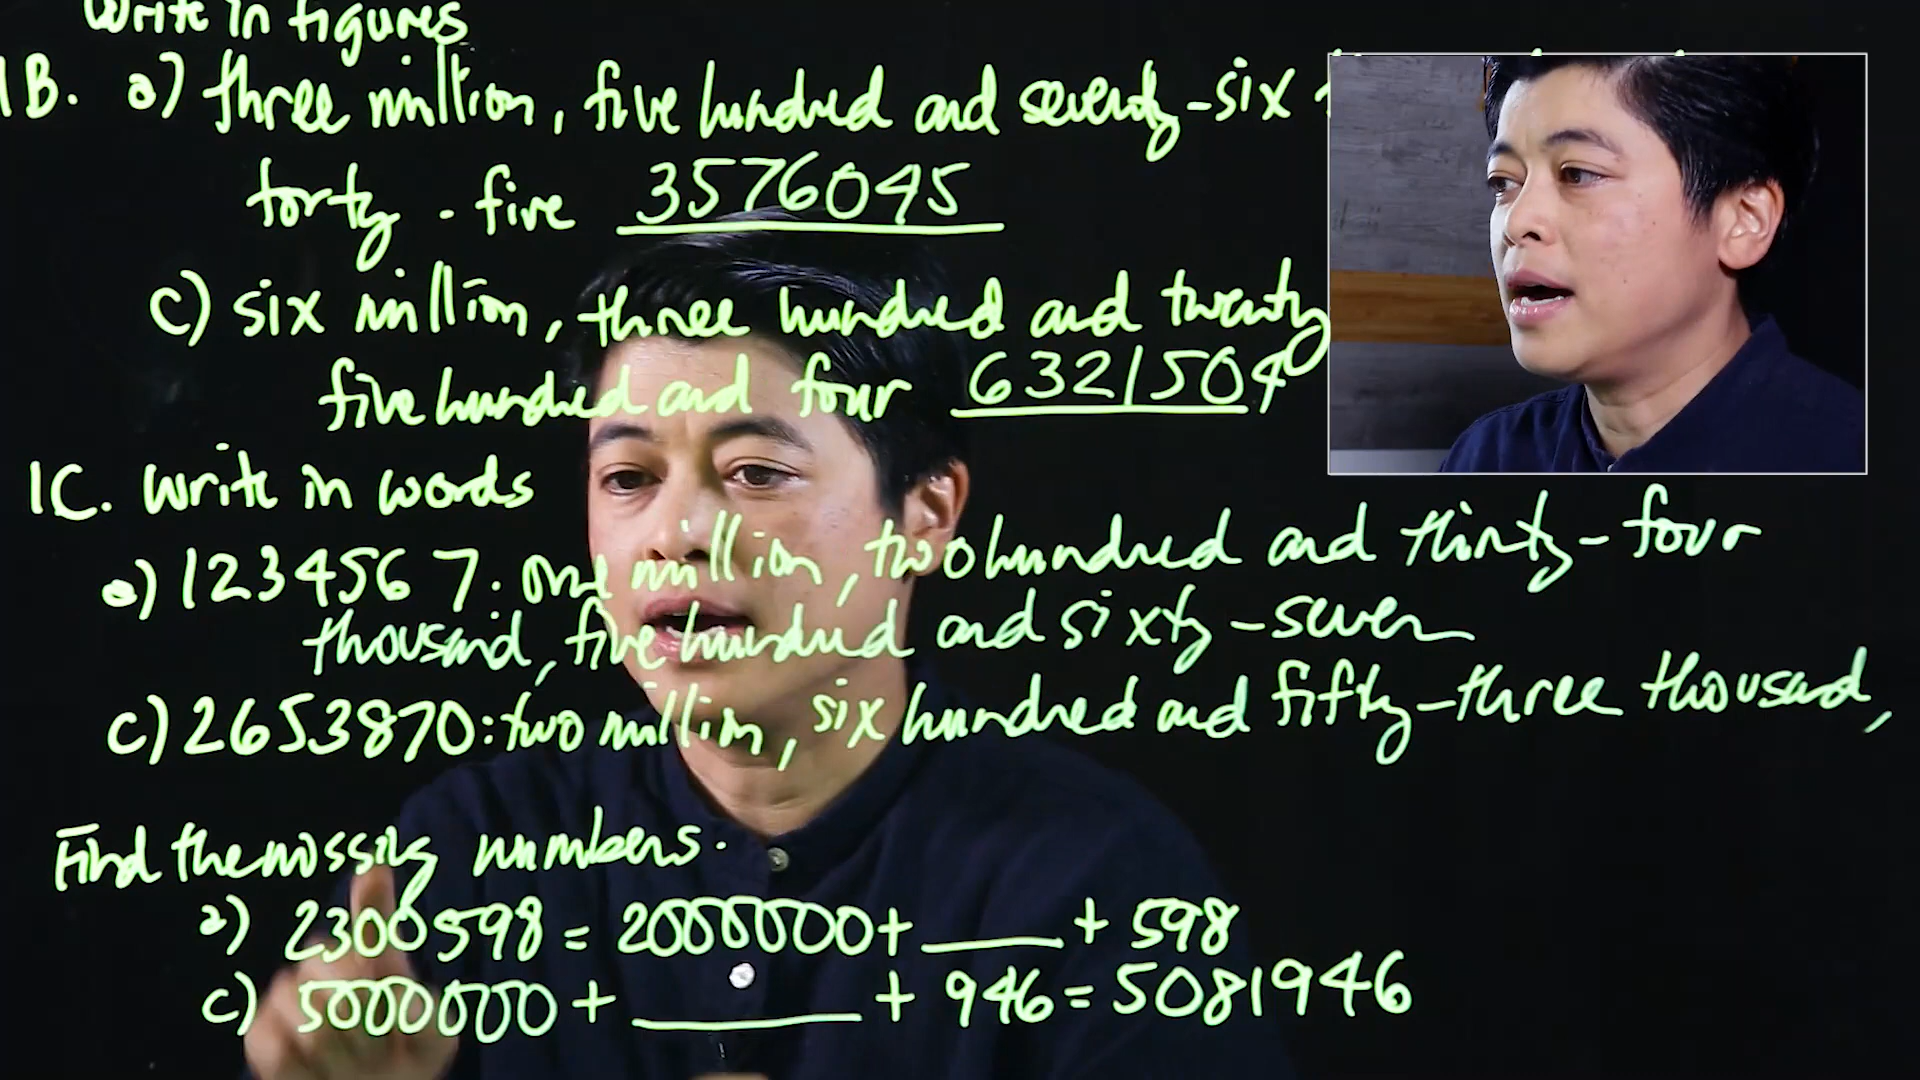 Write in figures
1B. a) three million, five hundred and seventy-six
forty-five 3576045
c) six million, three hundred and twenty
five hundred and four 6321504
1C. Write in words
a) 1234567: one million, two hundred and thirty-four
thousand, five hundred and sixty-seven
c) 2653870: two million, six hundred and fifty-three thousand,
Find the missing numbers.
a) 2300598 = 2000000+ ____ + 598
c) 5000000 + ____ + 946 = 5081946